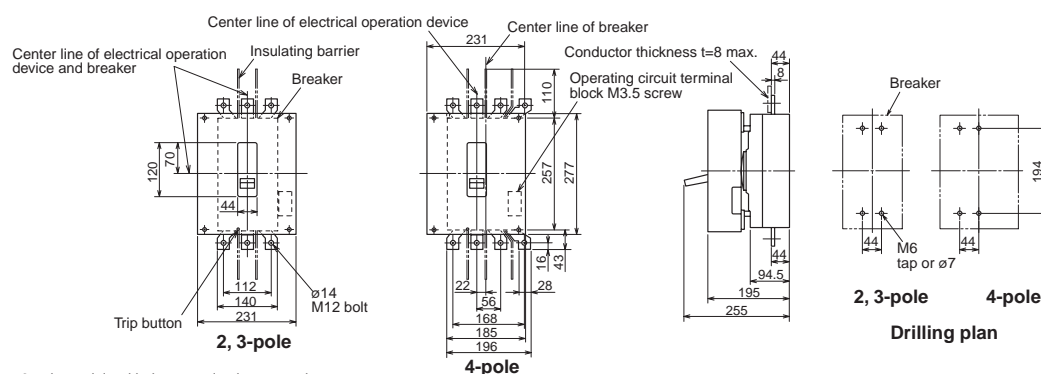 Center line of electrical operation device
Center line of breaker
Center line of electrical operation
device and breaker
Insulating barrier
Breaker
231
Conductor thickness t=8 max.
Operating circuit terminal
block M3.5 screw
44
8
110
Breaker
120
70
44
257
277
194
16
43
44
94.5
195
255
44
44
M6
tap or ø7
112
140
231
ø14
M12 bolt
Trip button
22
28
56
168
185
196
2, 3-pole
4-pole
2, 3-pole
4-pole
Drilling plan